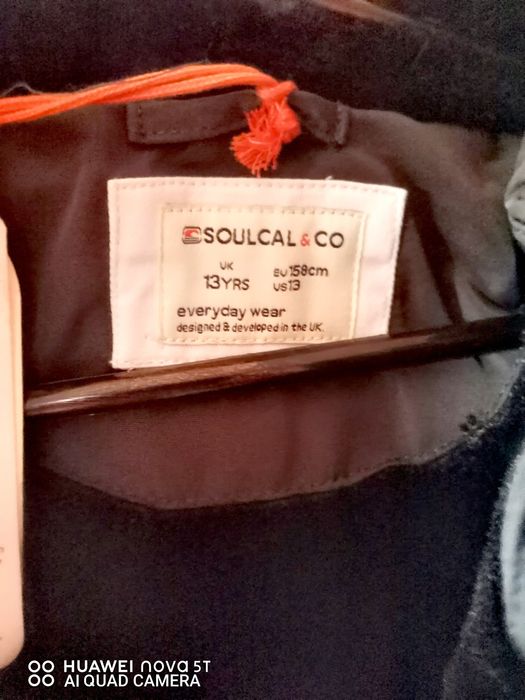 SOULCAL & CO
UK
13YRS
EU 158cm
US 13
everyday wear
designed & developed in the UK.
HUAWEI nova 5T
AI QUAD CAMERA